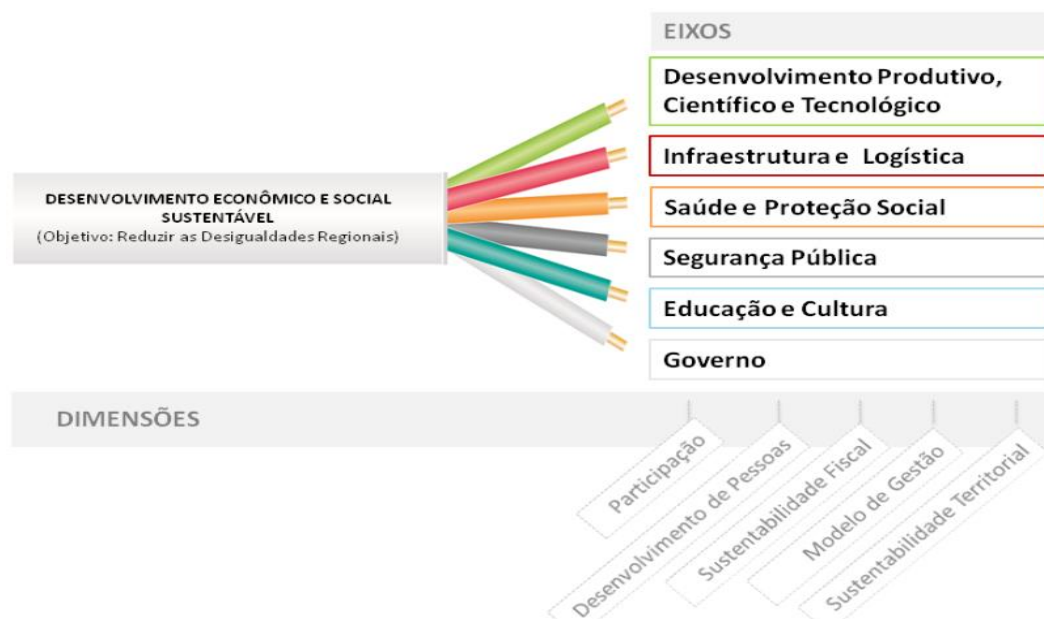 EIXOS
Desenvolvimento Produtivo,
Científico e Tecnológico
Infraestrutura e Logística
DESENVOLVIMENTO ECONÔMICO E SOCIAL
SUSTENTÁVEL
(Objetivo: Reduzir as Desigualdades Regionais)
Saúde e Proteção Social
Segurança Pública
Educação e Cultura
Governo
DIMENSÕES
Participação
Desenvolvimento de Pessoas
Sustentabilidade Fiscal
Modelo de Gestão
Sustentabilidade Territorial